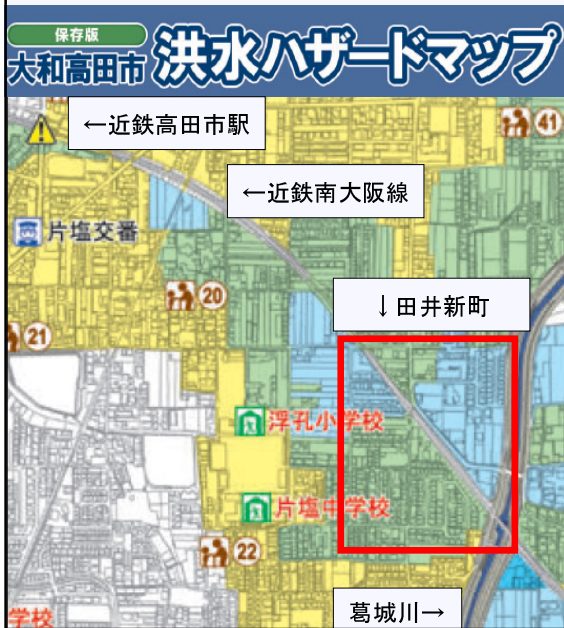 保存版
大和高田市 洪水ハザードマップ
←近鉄高田市駅
41
←近鉄南大阪線
片塩交番
20
↓田井新町
21
浮孔小学校
片塩中学校
22
葛城川→
学校